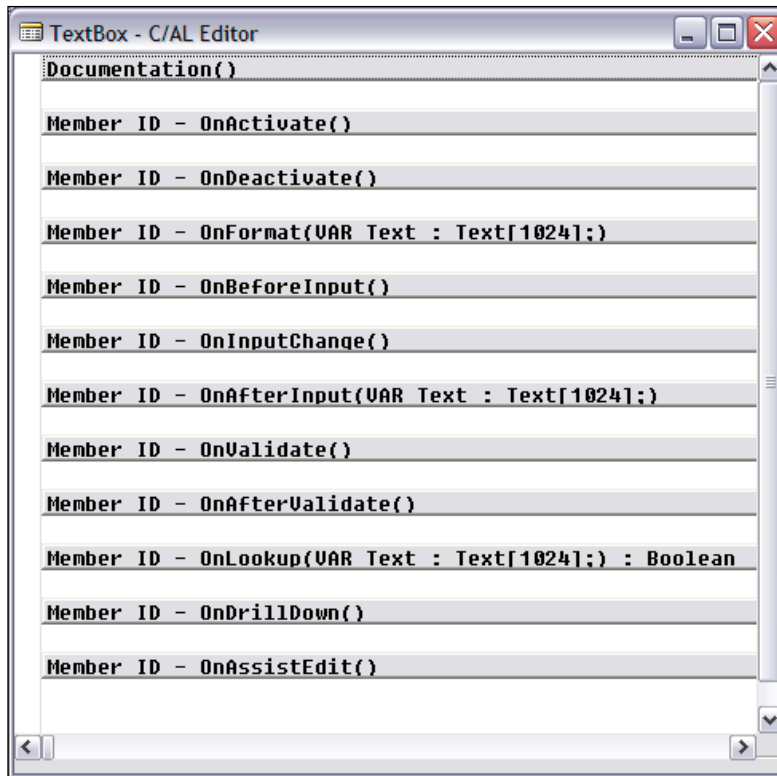 TextBox - C/AL Editor
Documentation()
Member ID - OnActivate()
Member ID - OnDeactivate()
Member ID - OnFormat(VAR Text : Text[1024];)
Member ID - OnBeforeInput()
Member ID - OnInputChange()
Member ID - OnAfterInput(VAR Text : Text[1024];)
Member ID - OnValidate()
Member ID - OnAfterValidate()
Member ID - OnLookup(VAR Text : Text[1024];) : Boolean
Member ID - OnDrillDown()
Member ID - OnAssistEdit()